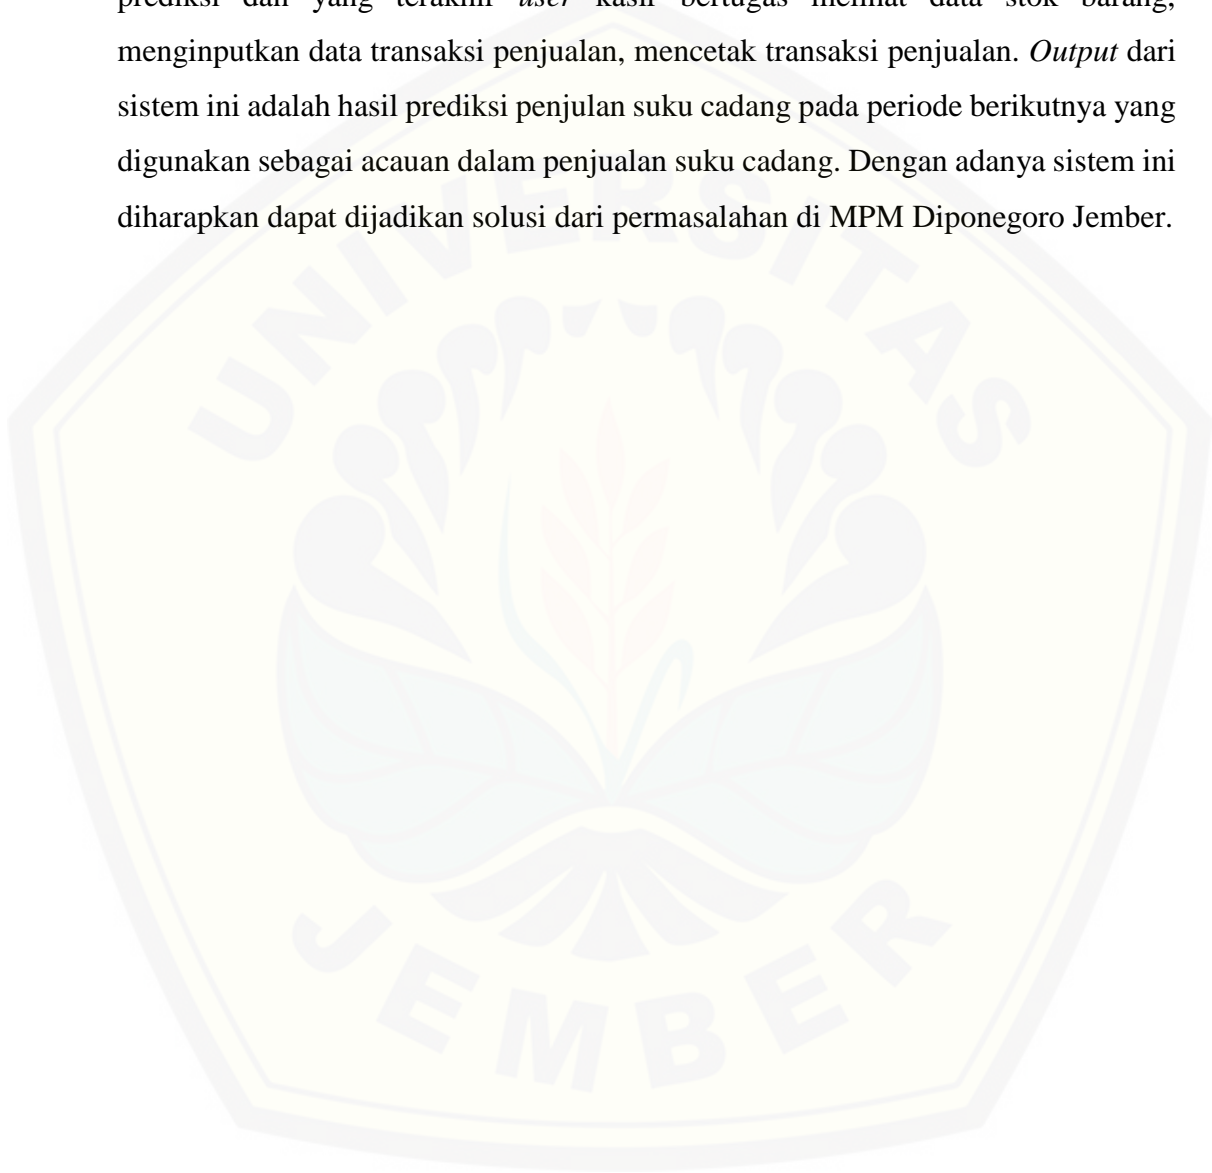 prediksi dan yang terakhir user kasir bertugas melihat data stok barang,
menginputkan data transaksi penjualan, mencetak transaksi penjualan. Output dari
sistem ini adalah hasil prediksi penjulan suku cadang pada periode berikutnya yang
digunakan sebagai acauan dalam penjualan suku cadang. Dengan adanya sistem ini
diharapkan dapat dijadikan solusi dari permasalahan di MPM Diponegoro Jember.
UNIVERSITAS
JEMBER